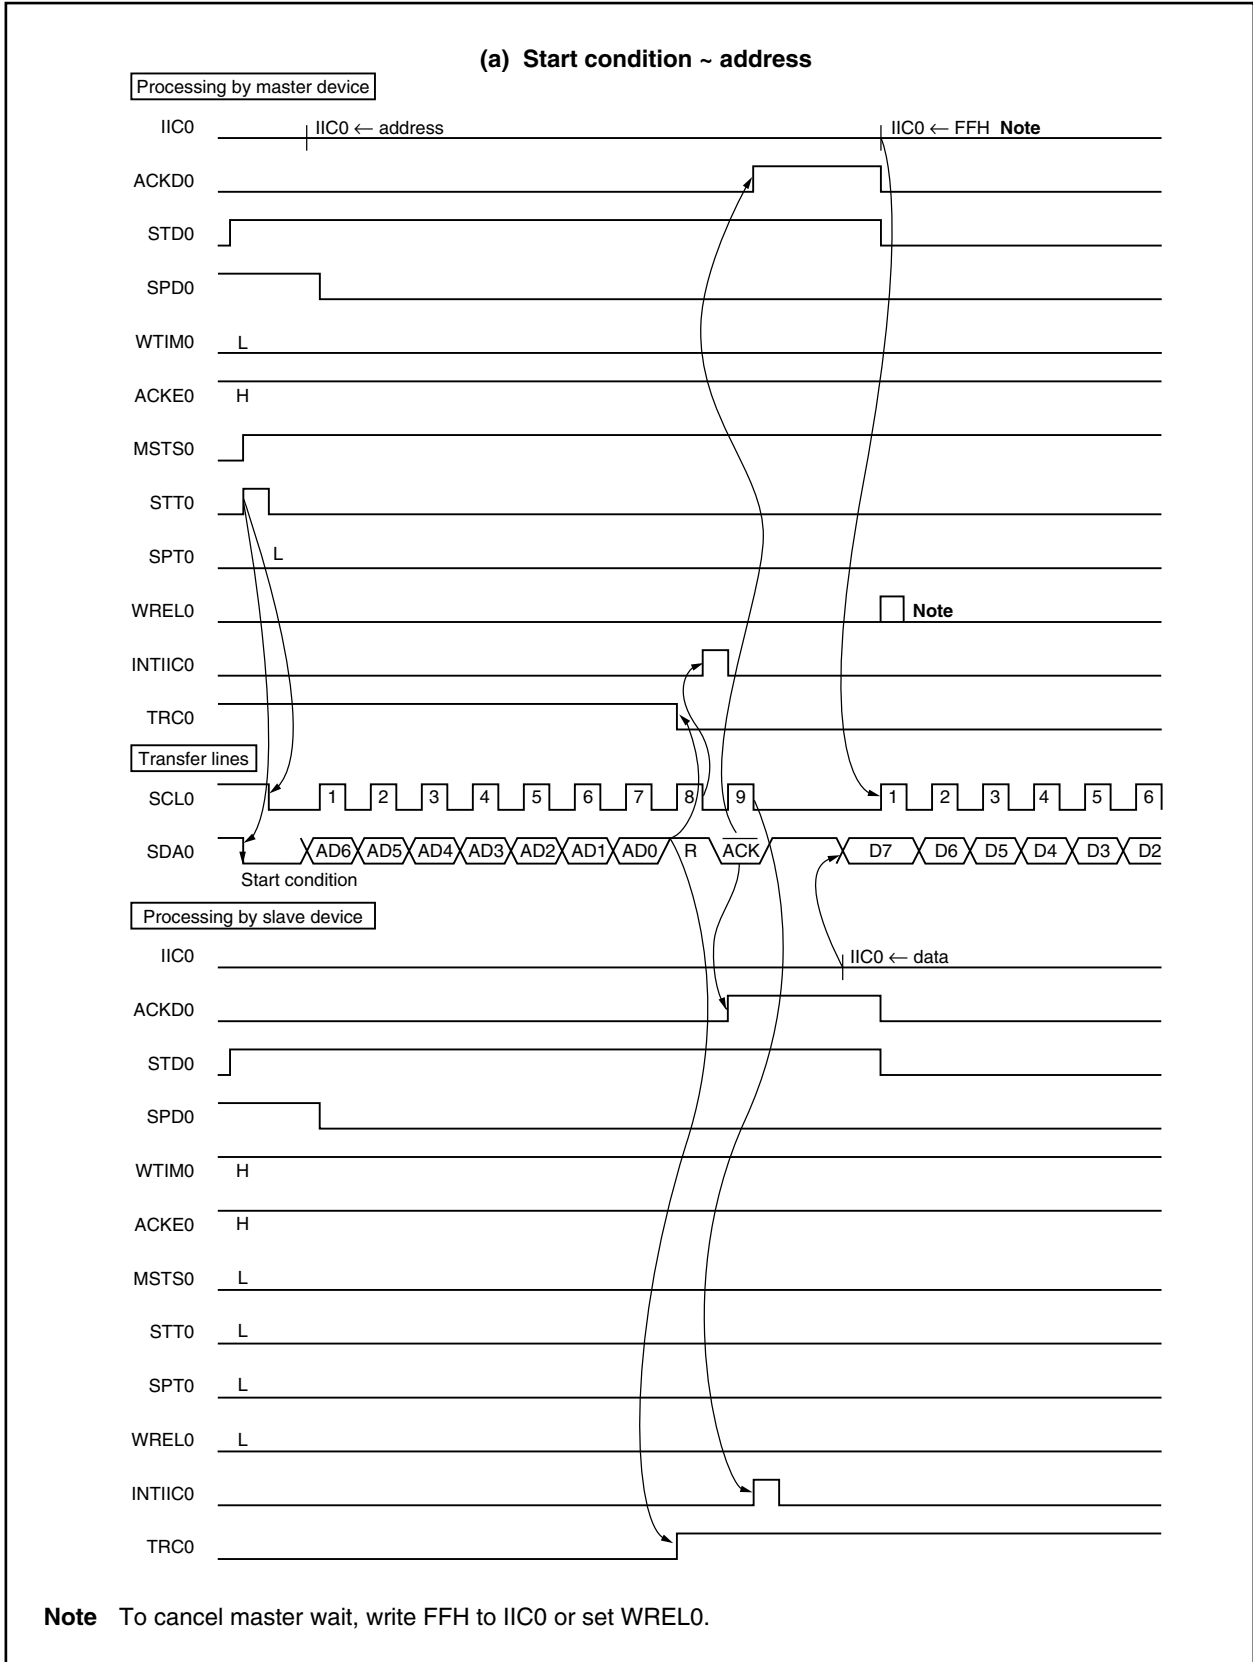 (a) Start condition ~ address
Processing by master device
IIC0 IIC0 ← address IIC0 ← FFH Note
ACKD0
STD0
SPD0
WTIM0 L
ACKE0 H
MSTS0
STT0
SPT0 L
WREL0 Note
INTIIC0
TRC0
Transfer lines
SCL0 1 2 3 4 5 6 7 8 9 1 2 3 4 5 6
SDA0 AD6 AD5 AD4 AD3 AD2 AD1 AD0 R ACK D7 D6 D5 D4 D3 D2
Start condition
Processing by slave device
IIC0 IIC0 ← data
ACKD0
STD0
SPD0
WTIM0 H
ACKE0 H
MSTS0 L
STT0 L
SPT0 L
WREL0 L
INTIIC0
TRC0
Note To cancel master wait, write FFH to IIC0 or set WREL0.